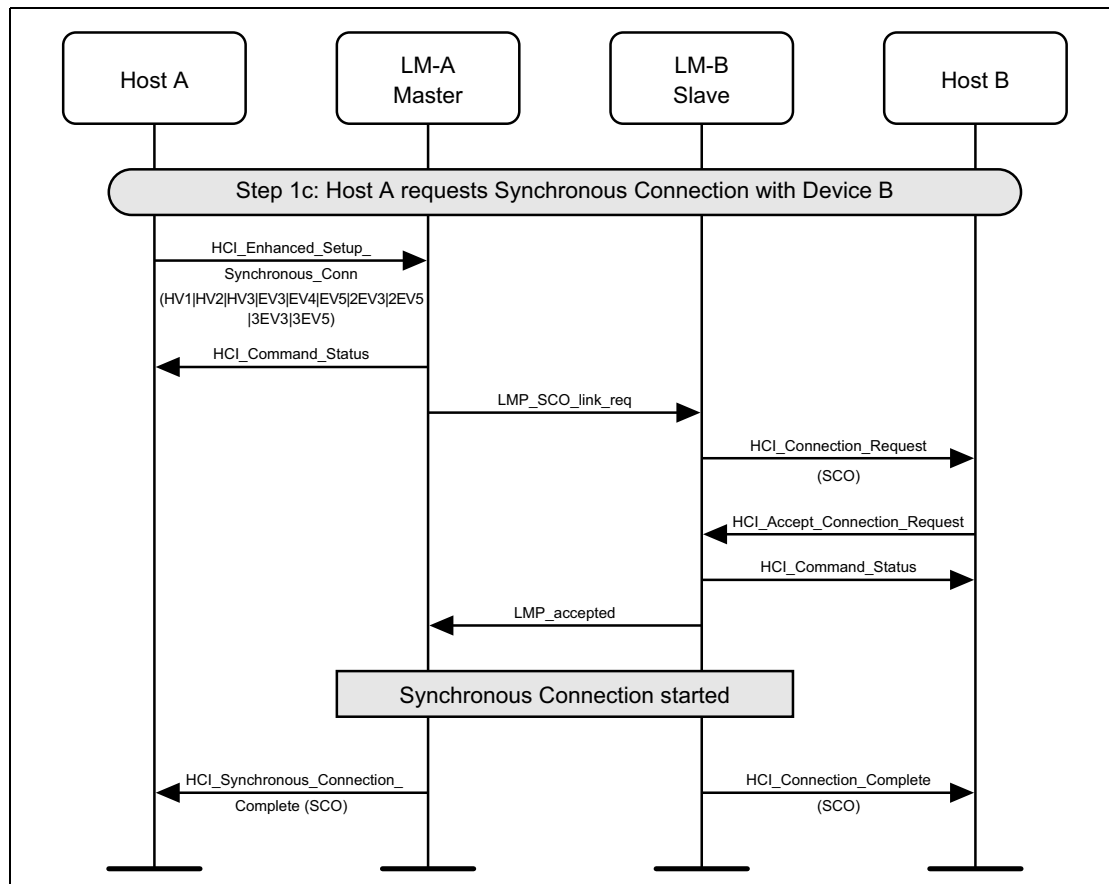 Host A
LM-A
Master
LM-B
Slave
Host B
Step 1c: Host A requests Synchronous Connection with Device B
HCI_Enhanced_Setup_
Synchronous_Conn
(HV1|HV2|HV3|EV3|EV4|EV5|2EV3|2EV5
|3EV3|3EV5)
HCI_Command_Status
LMP_SCO_link_req
HCI_Connection_Request
(SCO)
HCI_Accept_Connection_Request
HCI_Command_Status
LMP_accepted
Synchronous Connection started
HCI_Synchronous_Connection_
Complete (SCO)
HCI_Connection_Complete
(SCO)